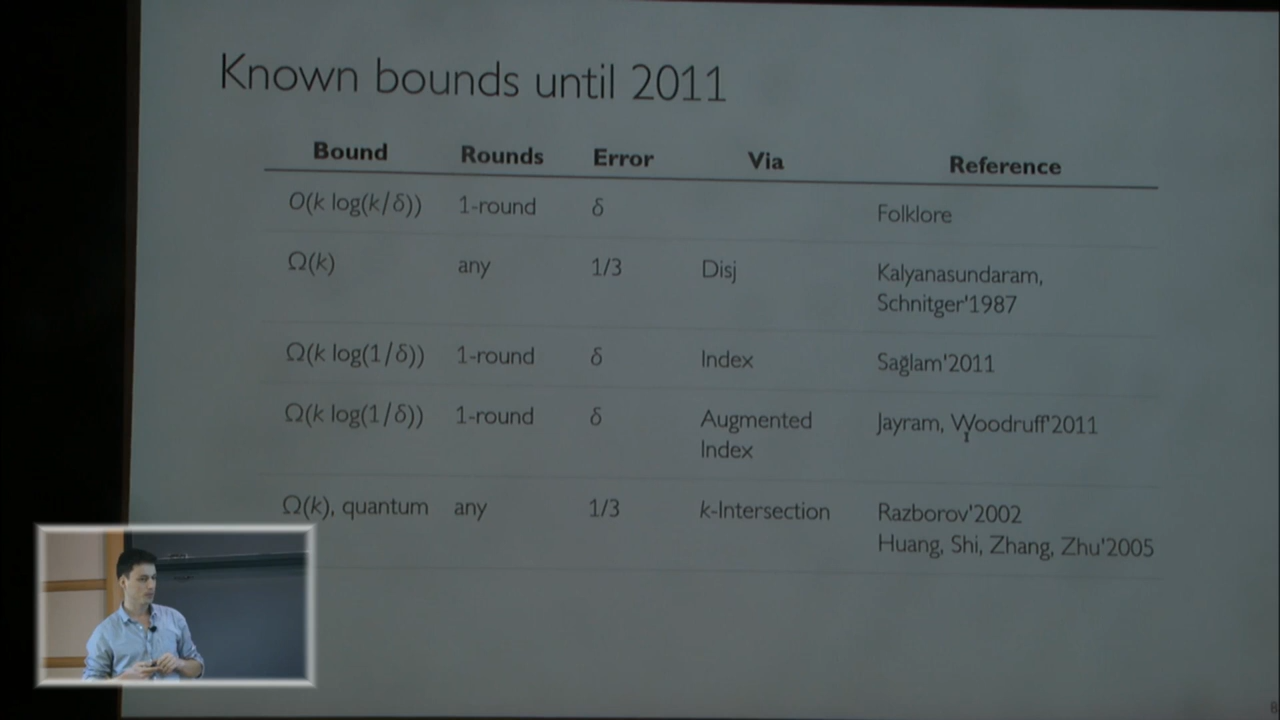 Known bounds until 2011
Bound Rounds Error Via Reference
O(k log(k/δ)) 1-round δ Folklore
Ω(k) any 1/3 Disj Kalyanasundaram,
Schnitger'1987
Ω(k log(1/δ)) 1-round δ Index Sağlam'2011
Ω(k log(1/δ)) 1-round δ Augmented Jayram, Woodruff'2011
Index
Ω(k), quantum any 1/3 k-Intersection Razborov'2002
Huang, Shi, Zhang, Zhu'2005